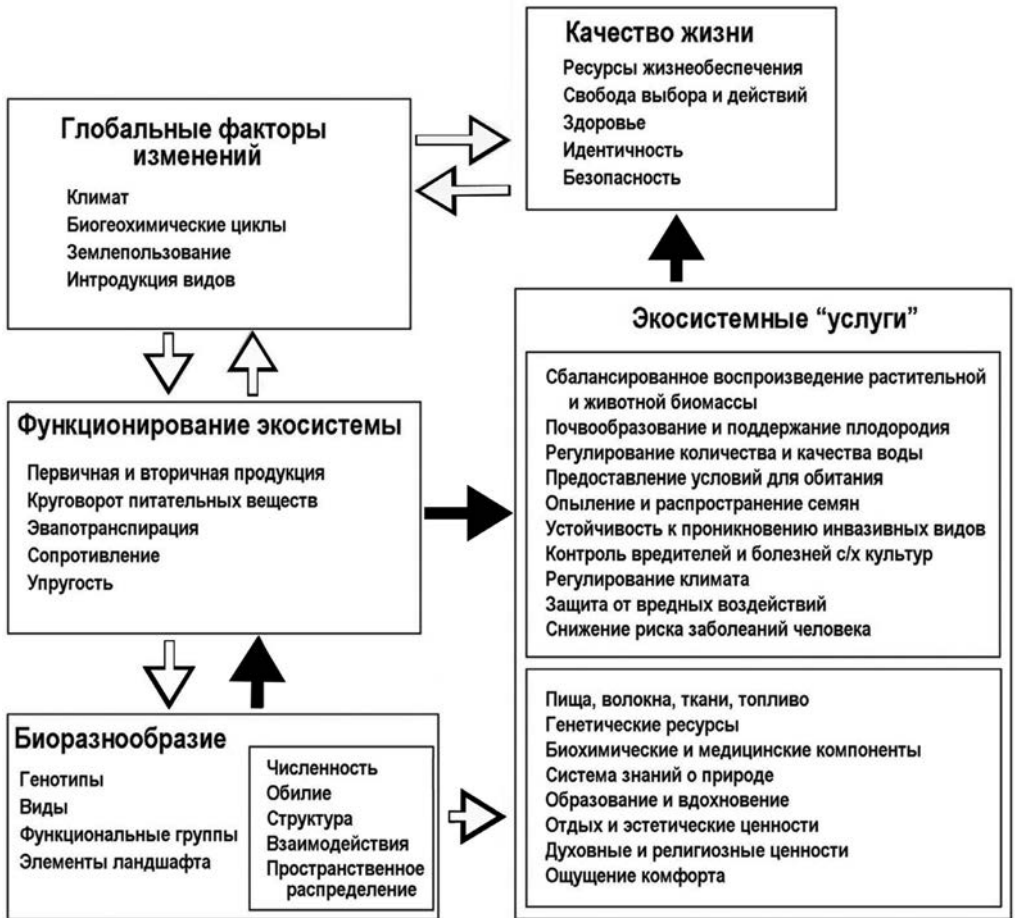 Качество жизни
Ресурсы жизнеобеспечения
Свобода выбора и действий
Здоровье
Идентичность
Безопасность
Глобальные факторы
изменений
Климат
Биогеохимические циклы
Землепользование
Интродукция видов
Функционирование экосистемы
Первичная и вторичная продукция
Круговорот питательных веществ
Эвапотранспирация
Сопротивление
Упругость
Биоразнообразие
Генотипы
Виды
Функциональные группы
Элементы ландшафта
Численность
Обилие
Структура
Взаимодействия
Пространственное
распределение
Экосистемные “услуги”
Сбалансированное воспроизведение растительной
и животной биомассы
Почвообразование и поддержание плодородия
Регулирование количества и качества воды
Предоставление условий для обитания
Опыление и распространение семян
Устойчивость к проникновению инвазивных видов
Контроль вредителей и болезней с/х культур
Регулирование климата
Защита от вредных воздействий
Снижение риска заболеаний человека
Пища, волокна, ткани, топливо
Генетические ресурсы
Биохимические и медицинские компоненты
Система знаний о природе
Образование и вдохновение
Отдых и эстетические ценности
Духовные и религиозные ценности
Ощущение комфорта